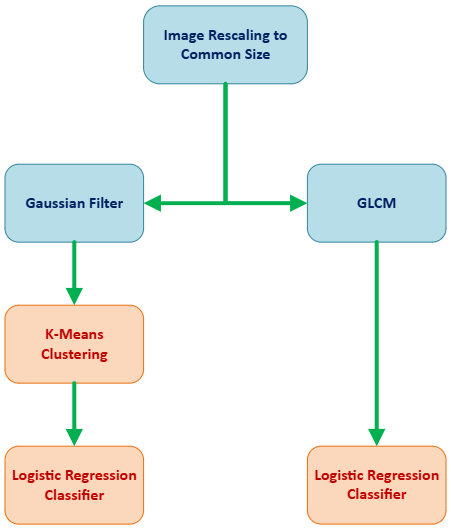 Image Rescaling to
Common Size
Gaussian Filter
GLCM
K-Means
Clustering
Logistic Regression
Classifier
Logistic Regression
Classifier